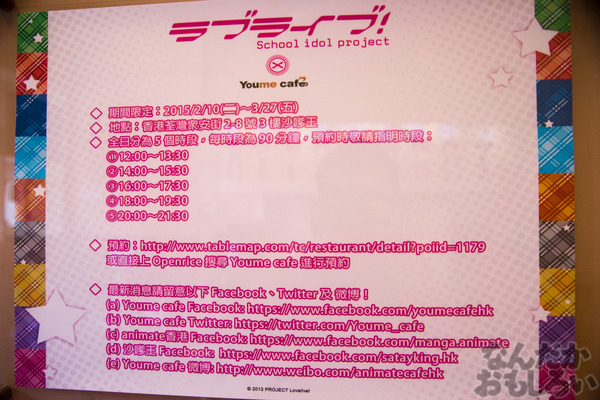 ラブライブ!
School idol project
Youme cafe
◇ 期間限定：2015/2/10(二)～3/27(五)
◇ 地點：香港荃灣眾安街 2-8 號 3 樓沙嗲王
◇ 全日分為 5 個時段，每時段為 90 分鐘，預約時敬請指明時段：
①12:00～15:30
②14:00～15:30
③16:00～17:30
④18:00～19:30
⑤20:00～21:30
◇ 預約：http://www.tablemap.com/tc/restaurant/detail?poiid=1179
或直接上 Openrice 搜尋 Youme cafe 進行預約
◇ 最新消息請留意以下 Facebook、Twitter 及 微博！
(a) Youme cafe Facebook: https://www.facebook.com/youmecafehk
(b) Youme cafe Twitter: https://twitter.com/Youme_cafe
(c) animate香港 Facebook: https://www.facebook.com/manga.animate
(d) 沙嗲王 Facebook: https://www.facebook.com/satayking.hk
(e) Youme cafe 微博: http://www.weibo.com/animatecafehk
© 2013 PROJECT Lovelive!
なんだか
おもしろい